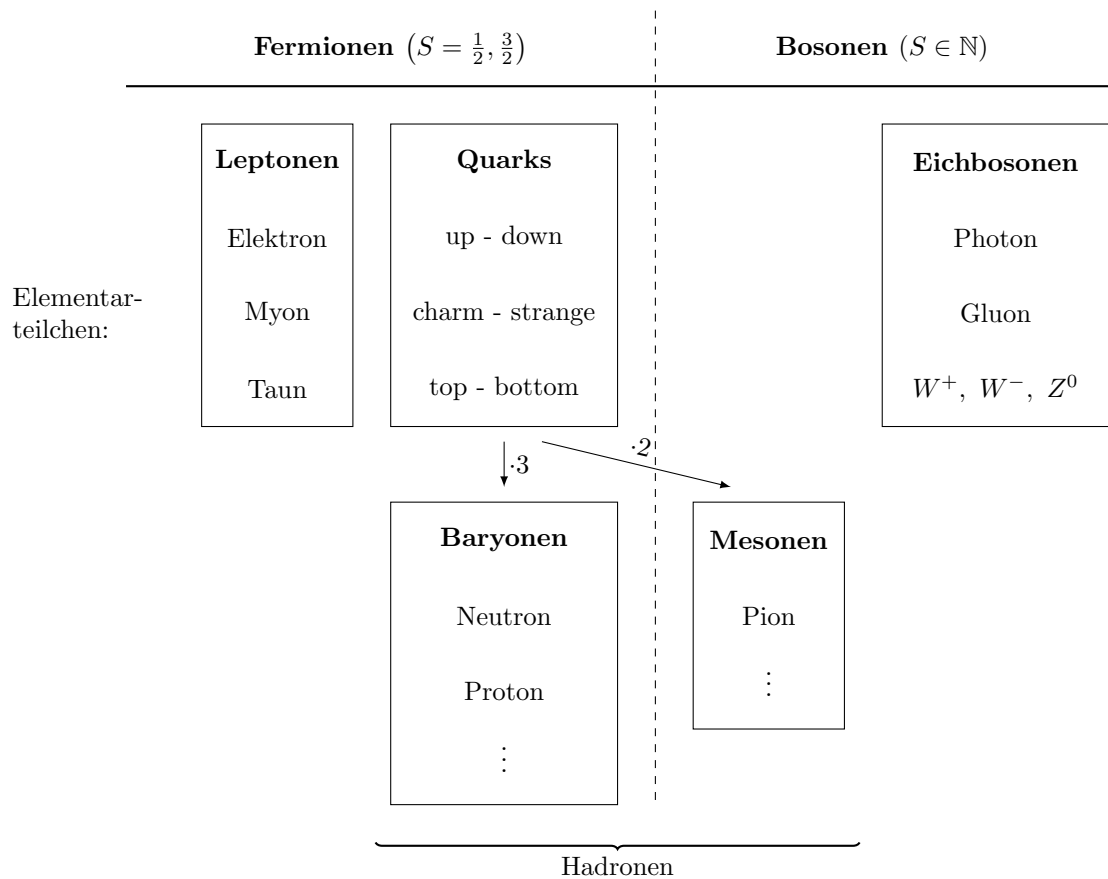 Fermionen (S = 1/2, 3/2)
Bosonen (S ∈ ℕ)
Elementar-
teilchen:
Leptonen
Elektron
Myon
Taun
Quarks
up - down
charm - strange
top - bottom
Eichbosonen
Photon
Gluon
W⁺, W⁻, Z⁰
·3
·2
Baryonen
Neutron
Proton
⋮
Mesonen
Pion
⋮
Hadronen